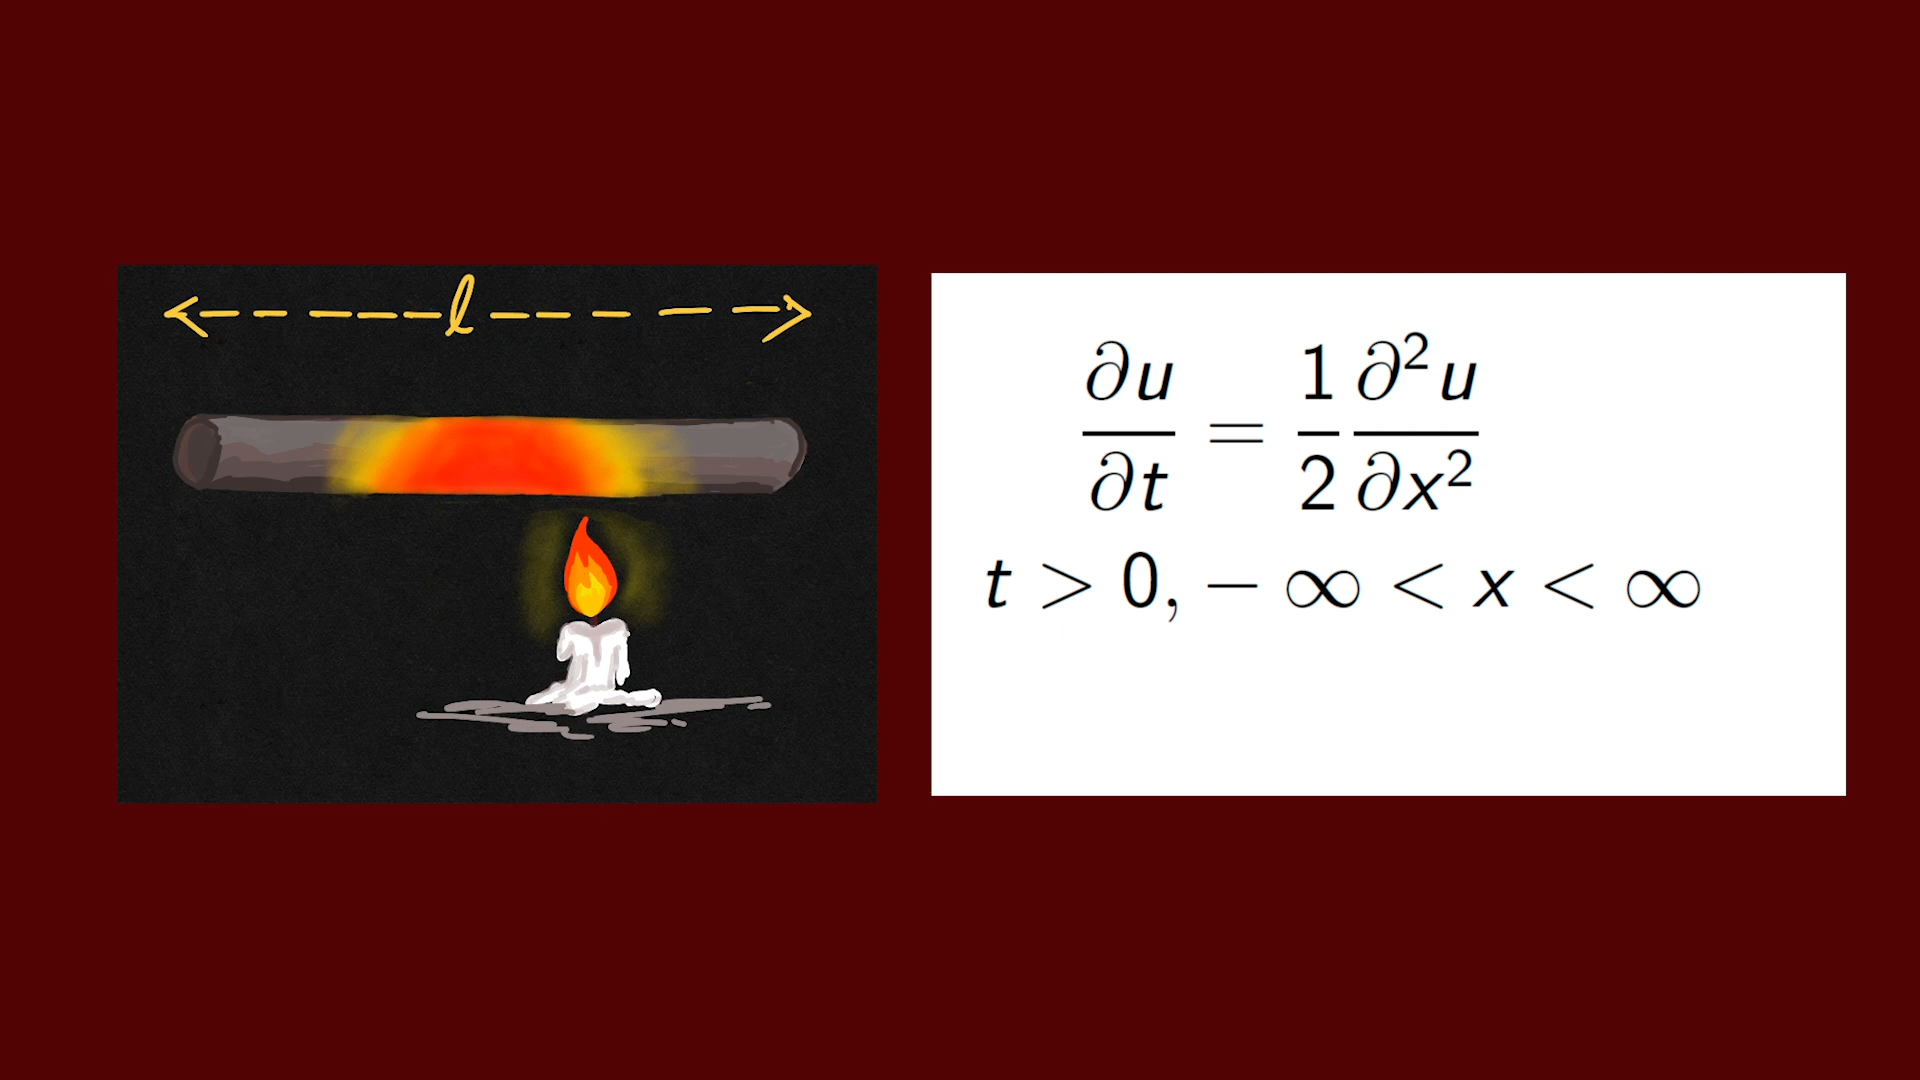 l
∂u/∂t = 1/2 ∂²u/∂x²
t > 0, − ∞ < x < ∞